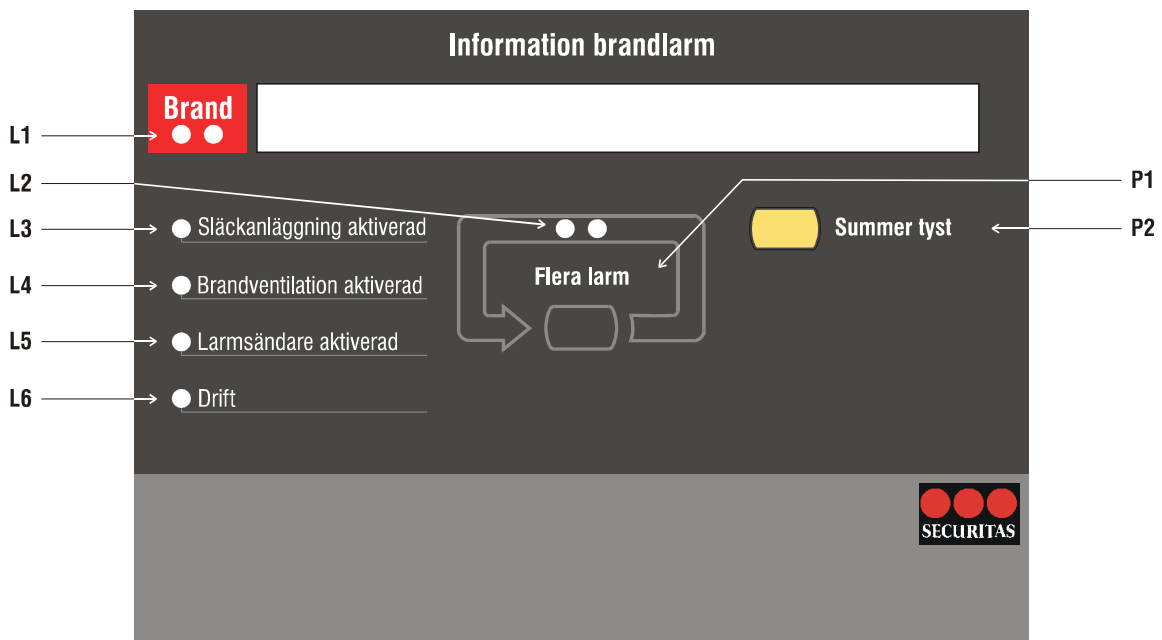 Information brandlarm
Brand
L1
L2
P1
L3
Släckanläggning aktiverad
Summer tyst
P2
Flera larm
L4
Brandventilation aktiverad
L5
Larmsändare aktiverad
L6
Drift
SECURITAS